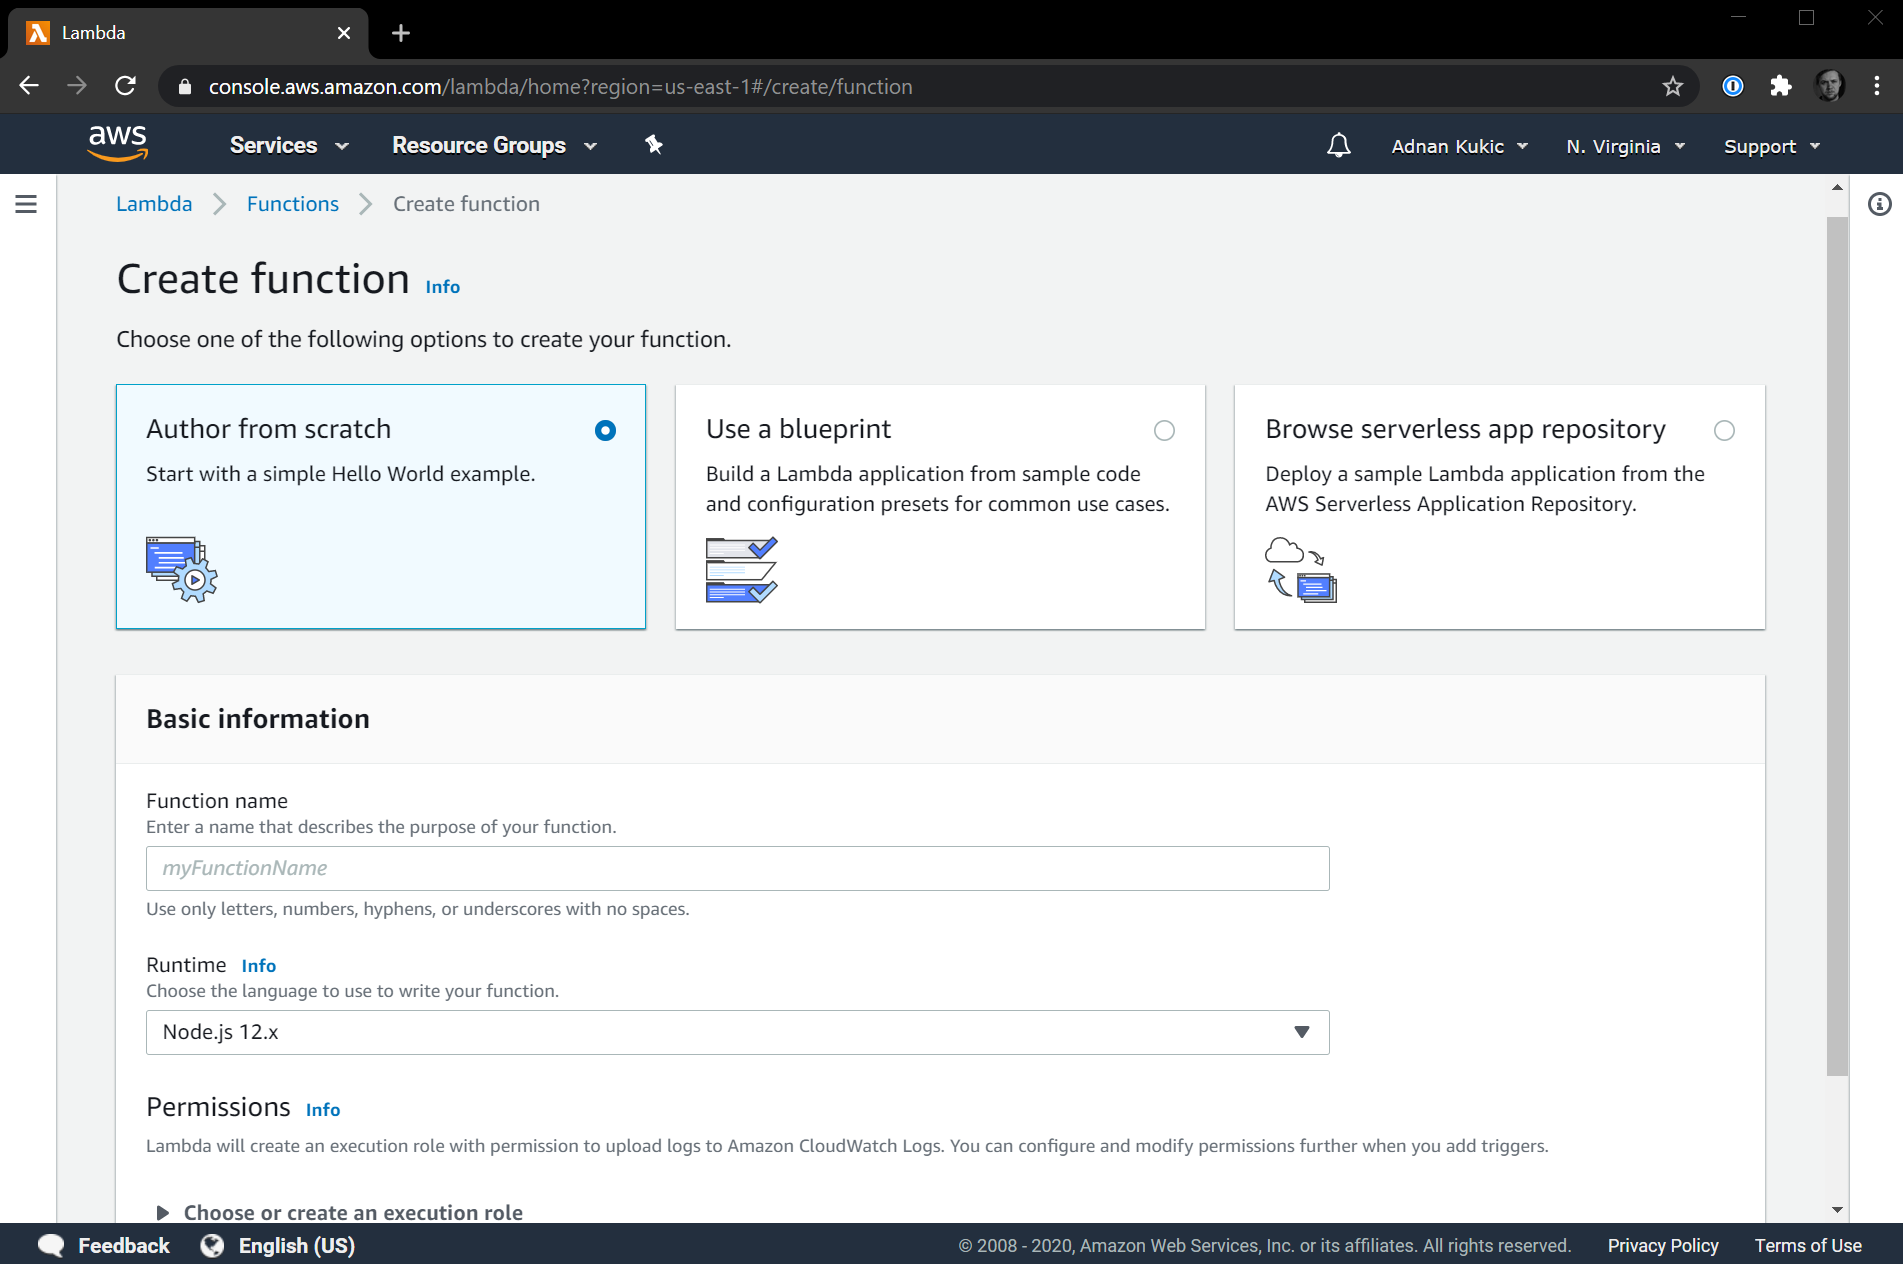 Lambda
console.aws.amazon.com/lambda/home?region=us-east-1#/create/function
aws
Services
Resource Groups
Adnan Kukic
N. Virginia
Support
Lambda
Functions
Create function
Create function
Info
Choose one of the following options to create your function.
Author from scratch
Start with a simple Hello World example.
Use a blueprint
Build a Lambda application from sample code
and configuration presets for common use cases.
Browse serverless app repository
Deploy a sample Lambda application from the
AWS Serverless Application Repository.
Basic information
Function name
Enter a name that describes the purpose of your function.
myFunctionName
Use only letters, numbers, hyphens, or underscores with no spaces.
Runtime Info
Choose the language to use to write your function.
Node.js 12.x
Permissions Info
Lambda will create an execution role with permission to upload logs to Amazon CloudWatch Logs. You can configure and modify permissions further when you add triggers.
Choose or create an execution role
Feedback
English (US)
© 2008 - 2020, Amazon Web Services, Inc. or its affiliates. All rights reserved.
Privacy Policy
Terms of Use